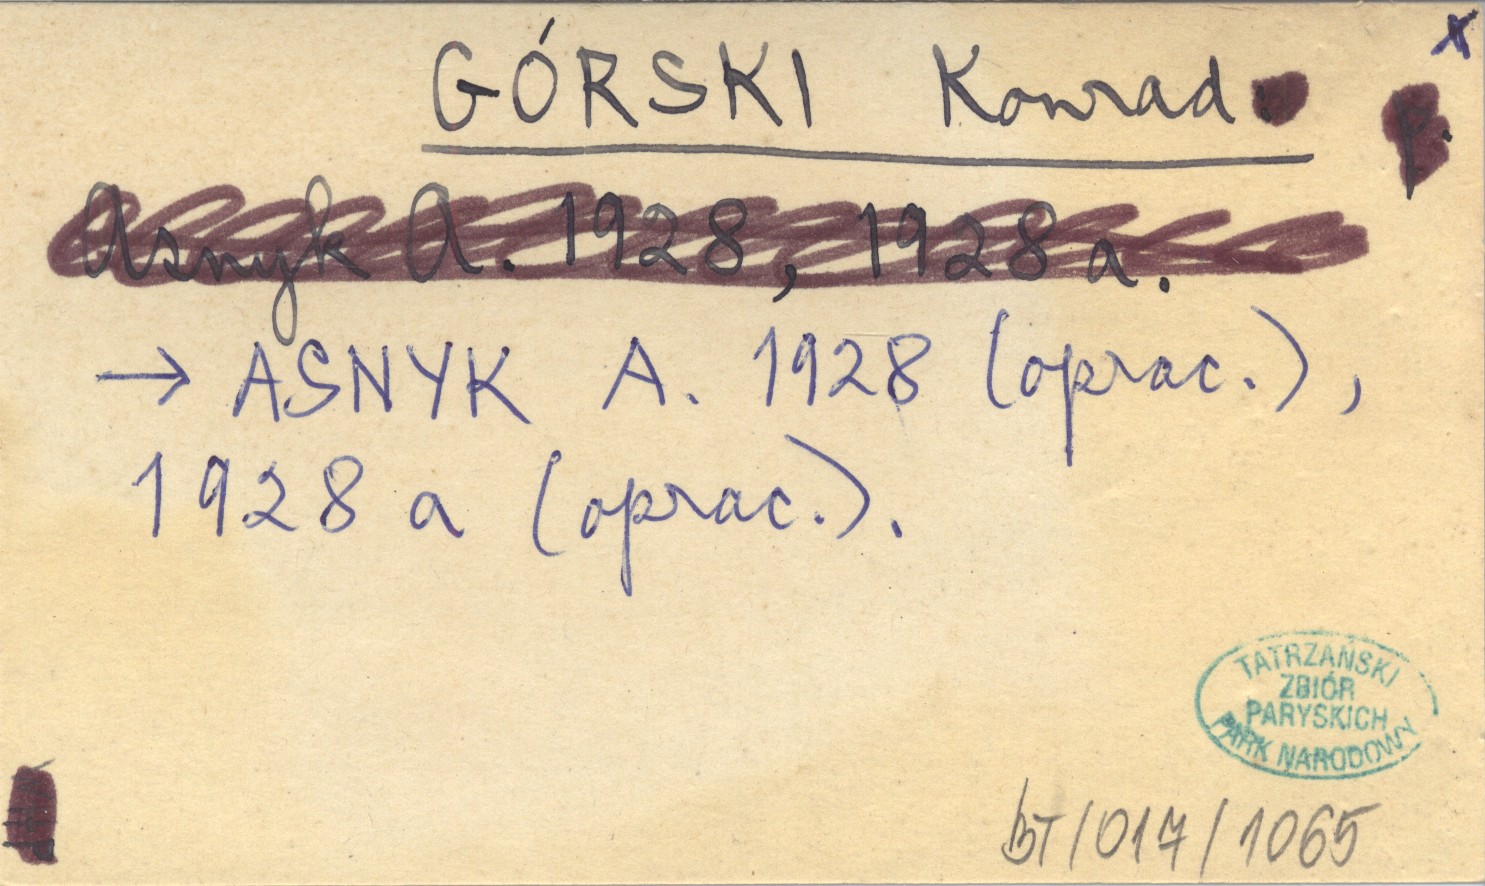 x
GÓRSKI Konrad.
p.
Asnyk A. 1928, 1928 a.
→ ASNYK A. 1928 (oprac.),
1928 a (oprac.).
TATRZAŃSKI
ZBIÓR
PARYSKICH
PARK NARODOWY
BT/017/1065